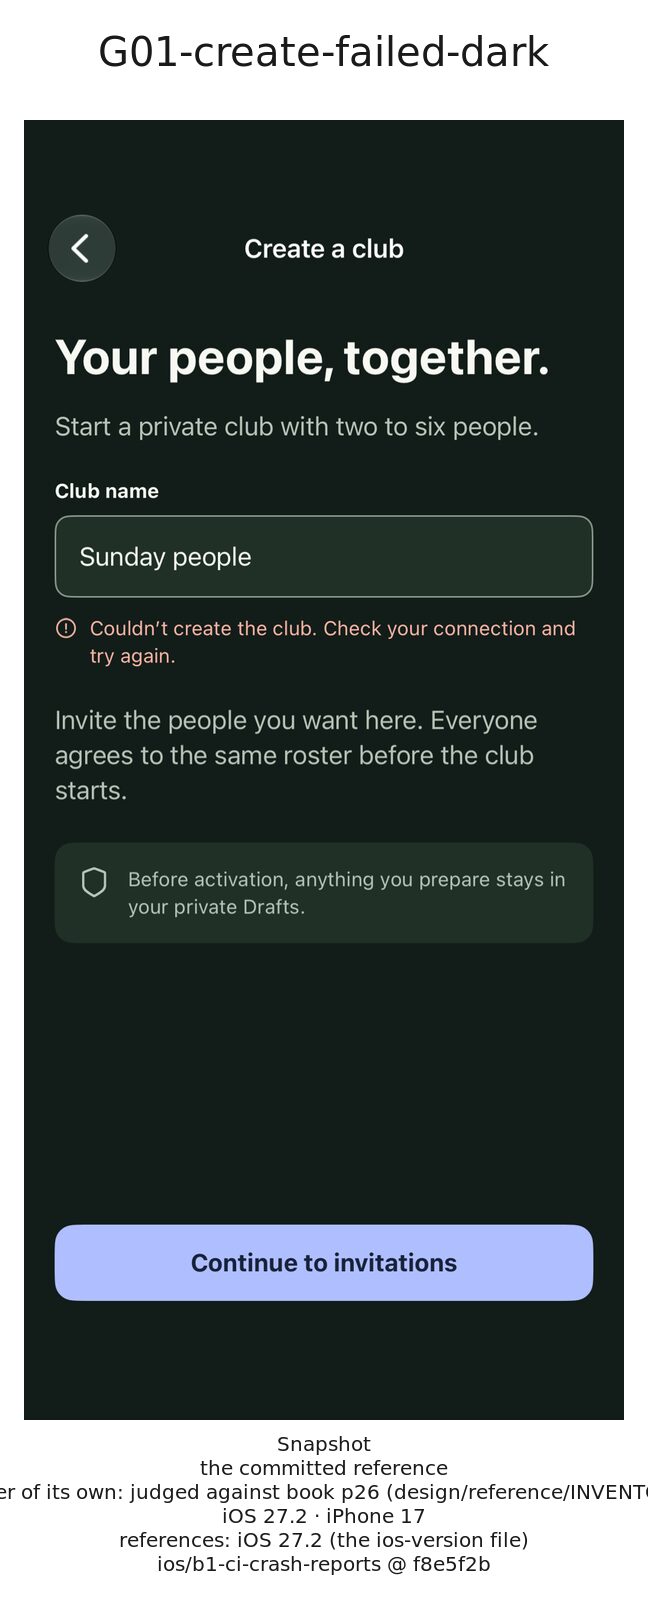 G01-create-failed-dark
Create a club
Your people, together.
Start a private club with two to six people.
Club name
Sunday people
Couldn’t create the club. Check your connection and
try again.
Invite the people you want here. Everyone
agrees to the same roster before the club
starts.
Before activation, anything you prepare stays in
your private Drafts.
Continue to invitations
Snapshot
the committed reference
of its own: judged against book p26 (design/reference/
iOS 27.2 · iPhone 17
references: iOS 27.2 (the ios-version file)
ios/b1-ci-crash-reports @ f8e5f2b